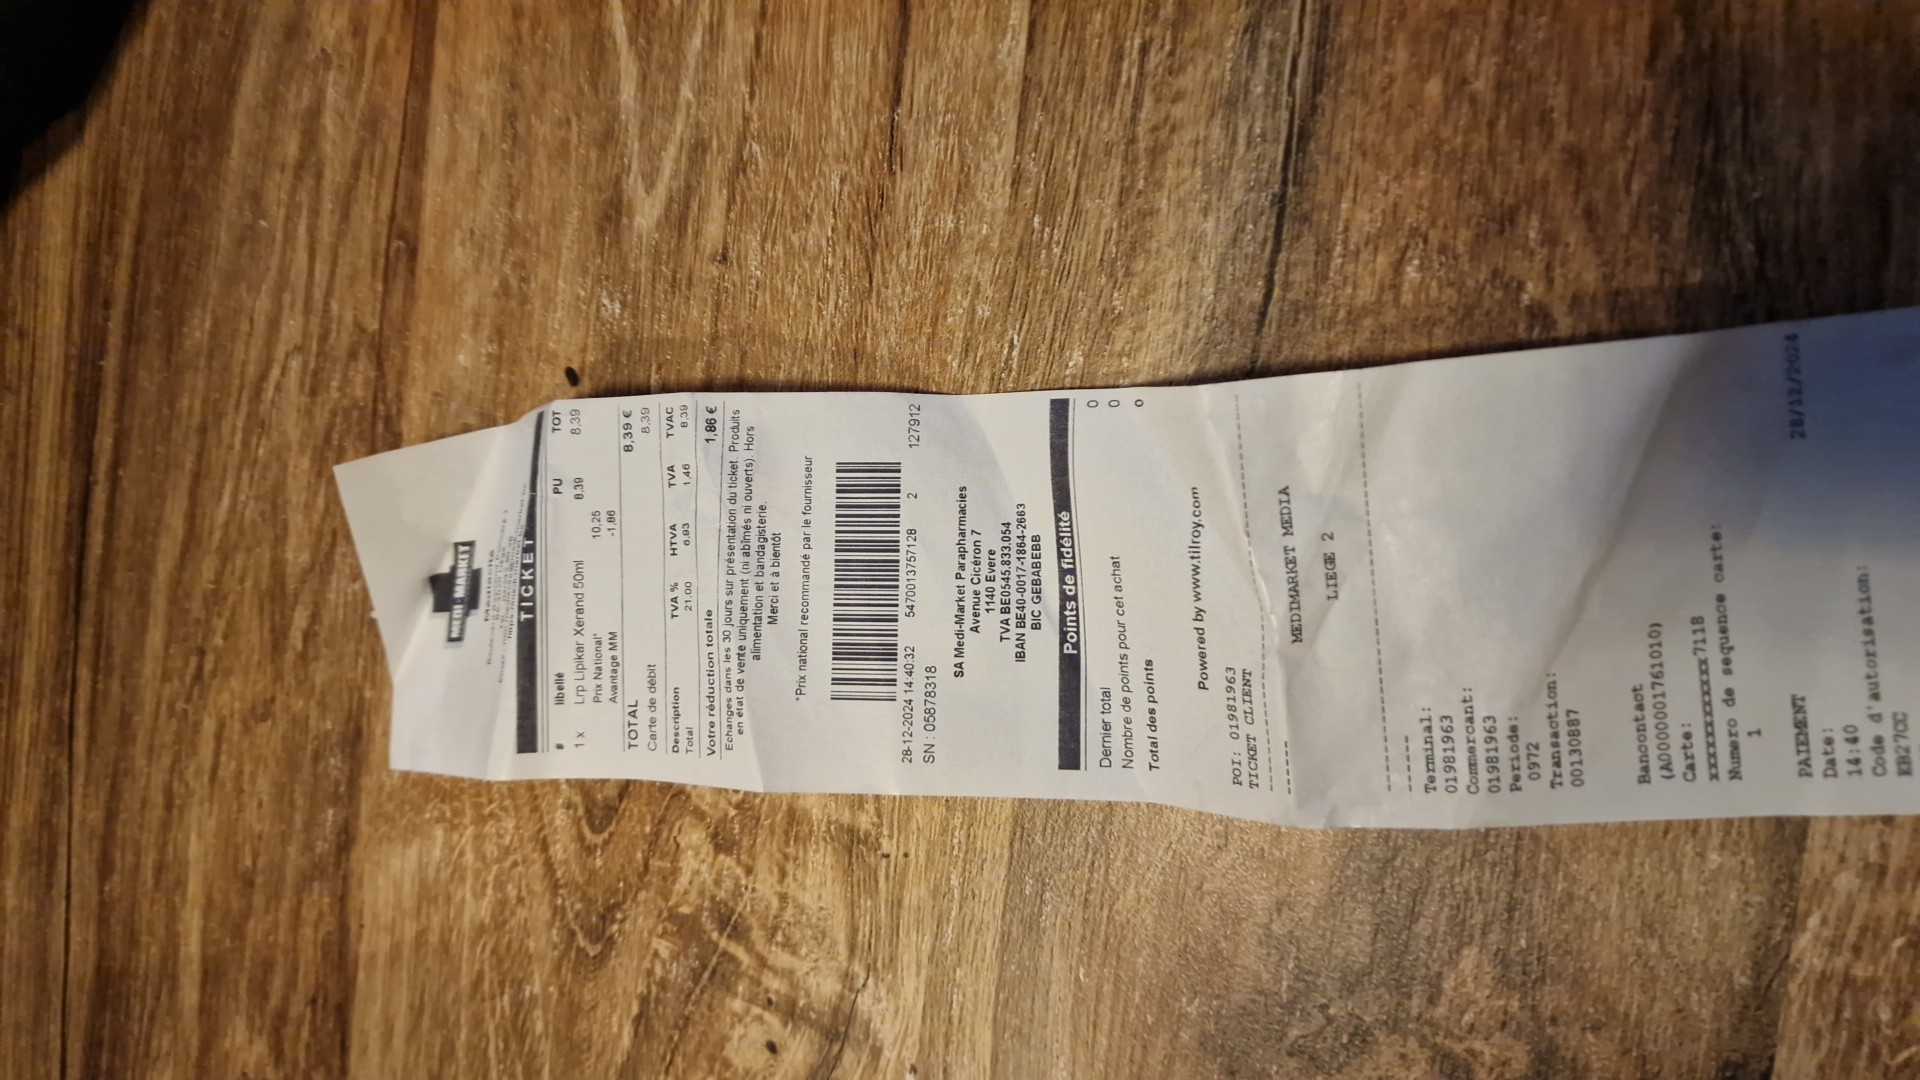 MEDI-MARKET
TICKET
# libellé PU TOT
1 x Lrp Lipikar Xerand 50ml 8,39 8,39
Prix National* 10,25
Avantage MM -1,86
TOTAL 8,39 €
Carte de débit 8,39
Description TVA % HTVA TVA TVAC
Total 21,00 6,93 1,46 8,39
Votre réduction totale 1,86 €
Echanges dans les 30 jours sur présentation du ticket. Produits
en état de vente uniquement (ni abîmés ni ouverts). Hors
alimentation et bandagisterie.
Merci et à bientôt
*Prix national recommandé par le fournisseur
28-12-2024 14:40:32 5470013757128 2 127912
SN : 05878318
SA Medi-Market Parapharmacies
Avenue Cicéron 7
1140 Evere
TVA BE0545.833.054
IBAN BE40-0017-1864-2663
BIC GEBABEBB
Points de fidélité
Dernier total 0
Nombre de points pour cet achat 0
Total des points 0
Powered by www.tilroy.com
POI: 01981963
TICKET CLIENT
MEDIMARKET MEDIA
LIEGE 2
Terminal:
01981963
Commercant:
01981963
Periode:
0972
Transaction:
00130887
Bancontact
(A0000001761010)
Carte:
xxxxxxxxxxxxx7118
Numero de sequence carte:
1
PAIEMENT
Date: 28/12/2024
14:40
Code d'autorisation:
EB27CC